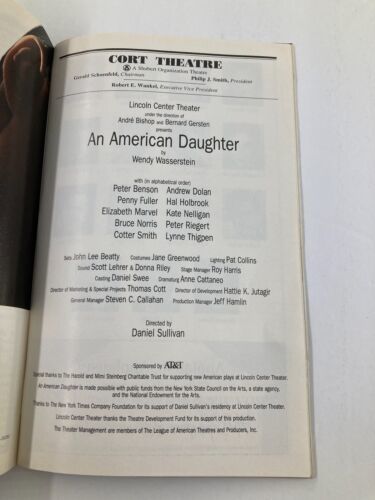 CORT THEATRE
A Shubert Organization Theatre
Gerald Schoenfeld, Chairman Philip J. Smith, President
Robert E. Wankel, Executive Vice President
Lincoln Center Theater
under the direction of
André Bishop and Bernard Gersten
presents
An American Daughter
by
Wendy Wasserstein
with (in alphabetical order)
Peter Benson Andrew Dolan
Penny Fuller Hal Holbrook
Elizabeth Marvel Kate Nelligan
Bruce Norris Peter Riegert
Cotter Smith Lynne Thigpen
Sets John Lee Beatty Costumes Jane Greenwood Lighting Pat Collins
Sound Scott Lehrer & Donna Riley Stage Manager Roy Harris
Casting Daniel Swee Dramaturg Anne Cattaneo
Director of Marketing & Special Projects Thomas Cott Director of Development Hattie K. Jutagir
General Manager Steven C. Callahan Production Manager Jeff Hamlin
Directed by
Daniel Sullivan
Sponsored by AT&T
Special thanks to The Harold and Mimi Steinberg Charitable Trust for supporting new American plays at Lincoln Center Theater.
An American Daughter is made possible with public funds from the New York State Council on the Arts, a state agency,
and the National Endowment for the Arts.
Thanks to The New York Times Company Foundation for its support of Daniel Sullivan's residency at Lincoln Center Theater.
Lincoln Center Theater thanks the Theatre Development Fund for its support of this production.
The Theater Management are members of The League of American Theatres and Producers, Inc.